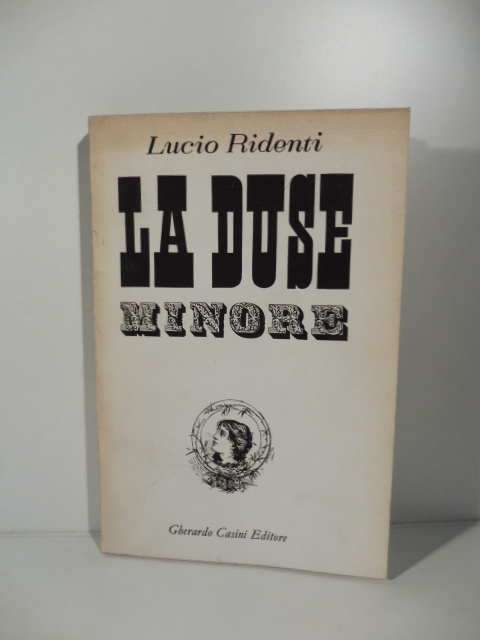 Lucio Ridenti
LA DUSE
MINORE
Gherardo Casini Editore